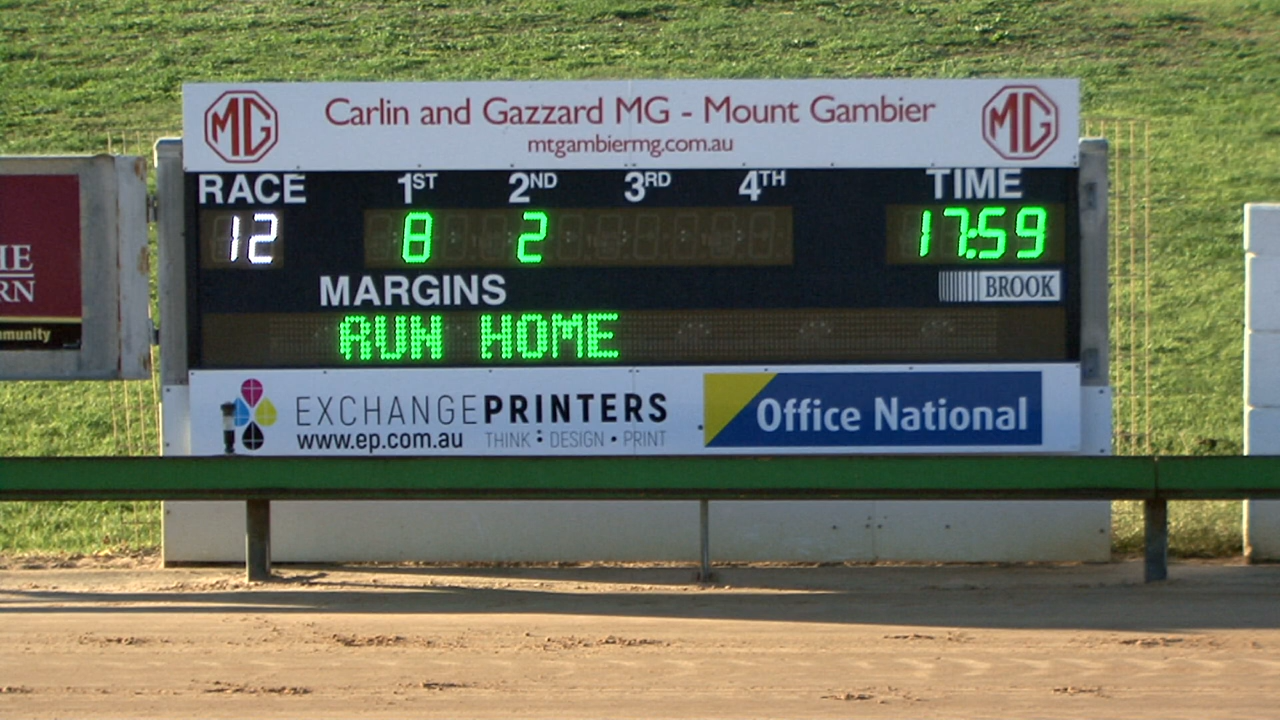 MG Carlin and Gazzard MG - Mount Gambier MG
mtgambiermg.com.au
RACE 1ST 2ND 3RD 4TH TIME
12 8 2 17:59
MARGINS BROOK
RUN HOME
EXCHANGEPRINTERS
www.ep.com.au THINK : DESIGN • PRINT
Office National